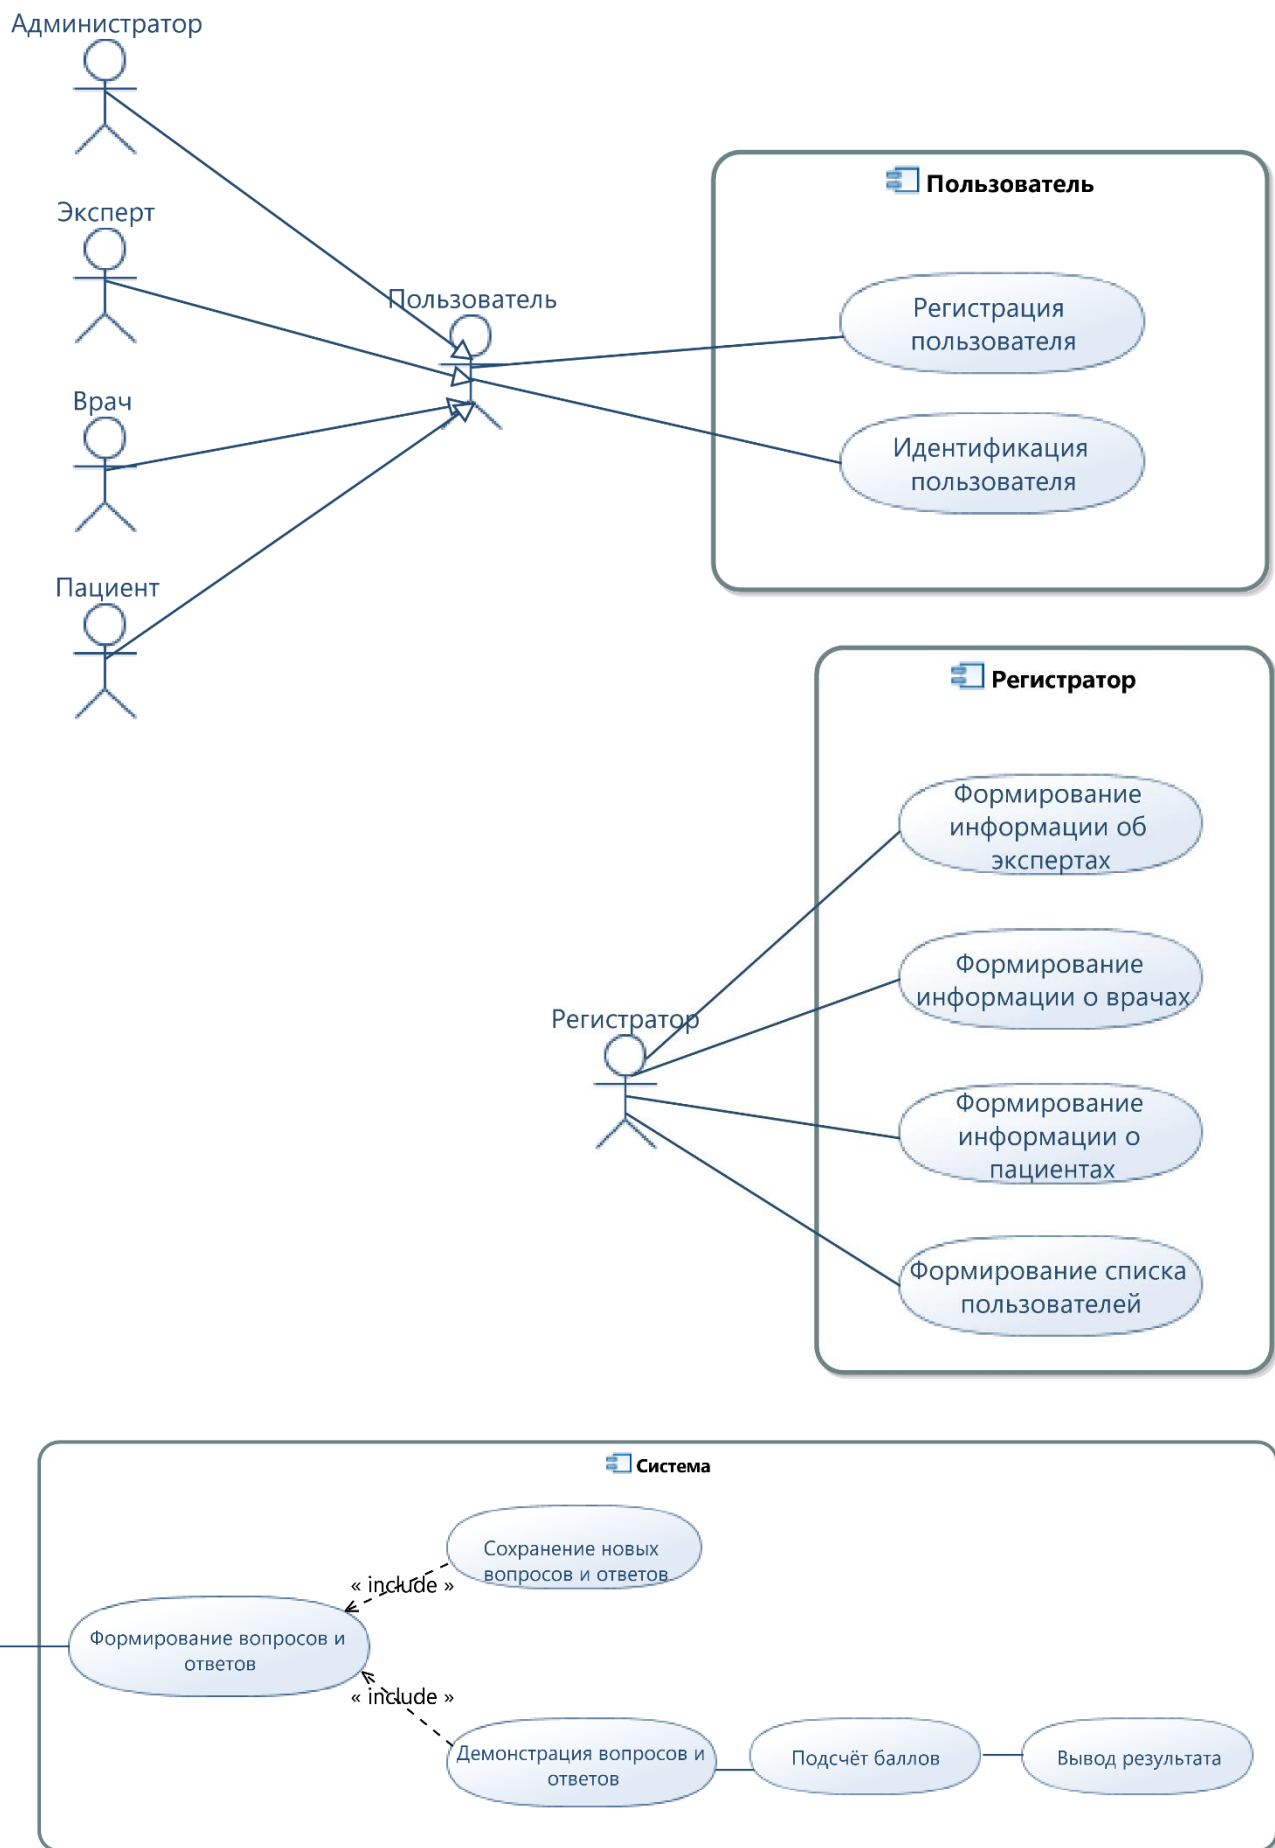 Администратор
Эксперт
Врач
Пациент
Пользователь
Пользователь
Регистрация
пользователя
Идентификация
пользователя
Регистратор
Регистратор
Формирование
информации об
экспертах
Формирование
информации о врачах
Формирование
информации о
пациентах
Формирование списка
пользователей
Система
Сохранение новых
вопросов и ответов
« include »
Формирование вопросов и
ответов
« include »
Демонстрация вопросов и
ответов
Подсчёт баллов
Вывод результата